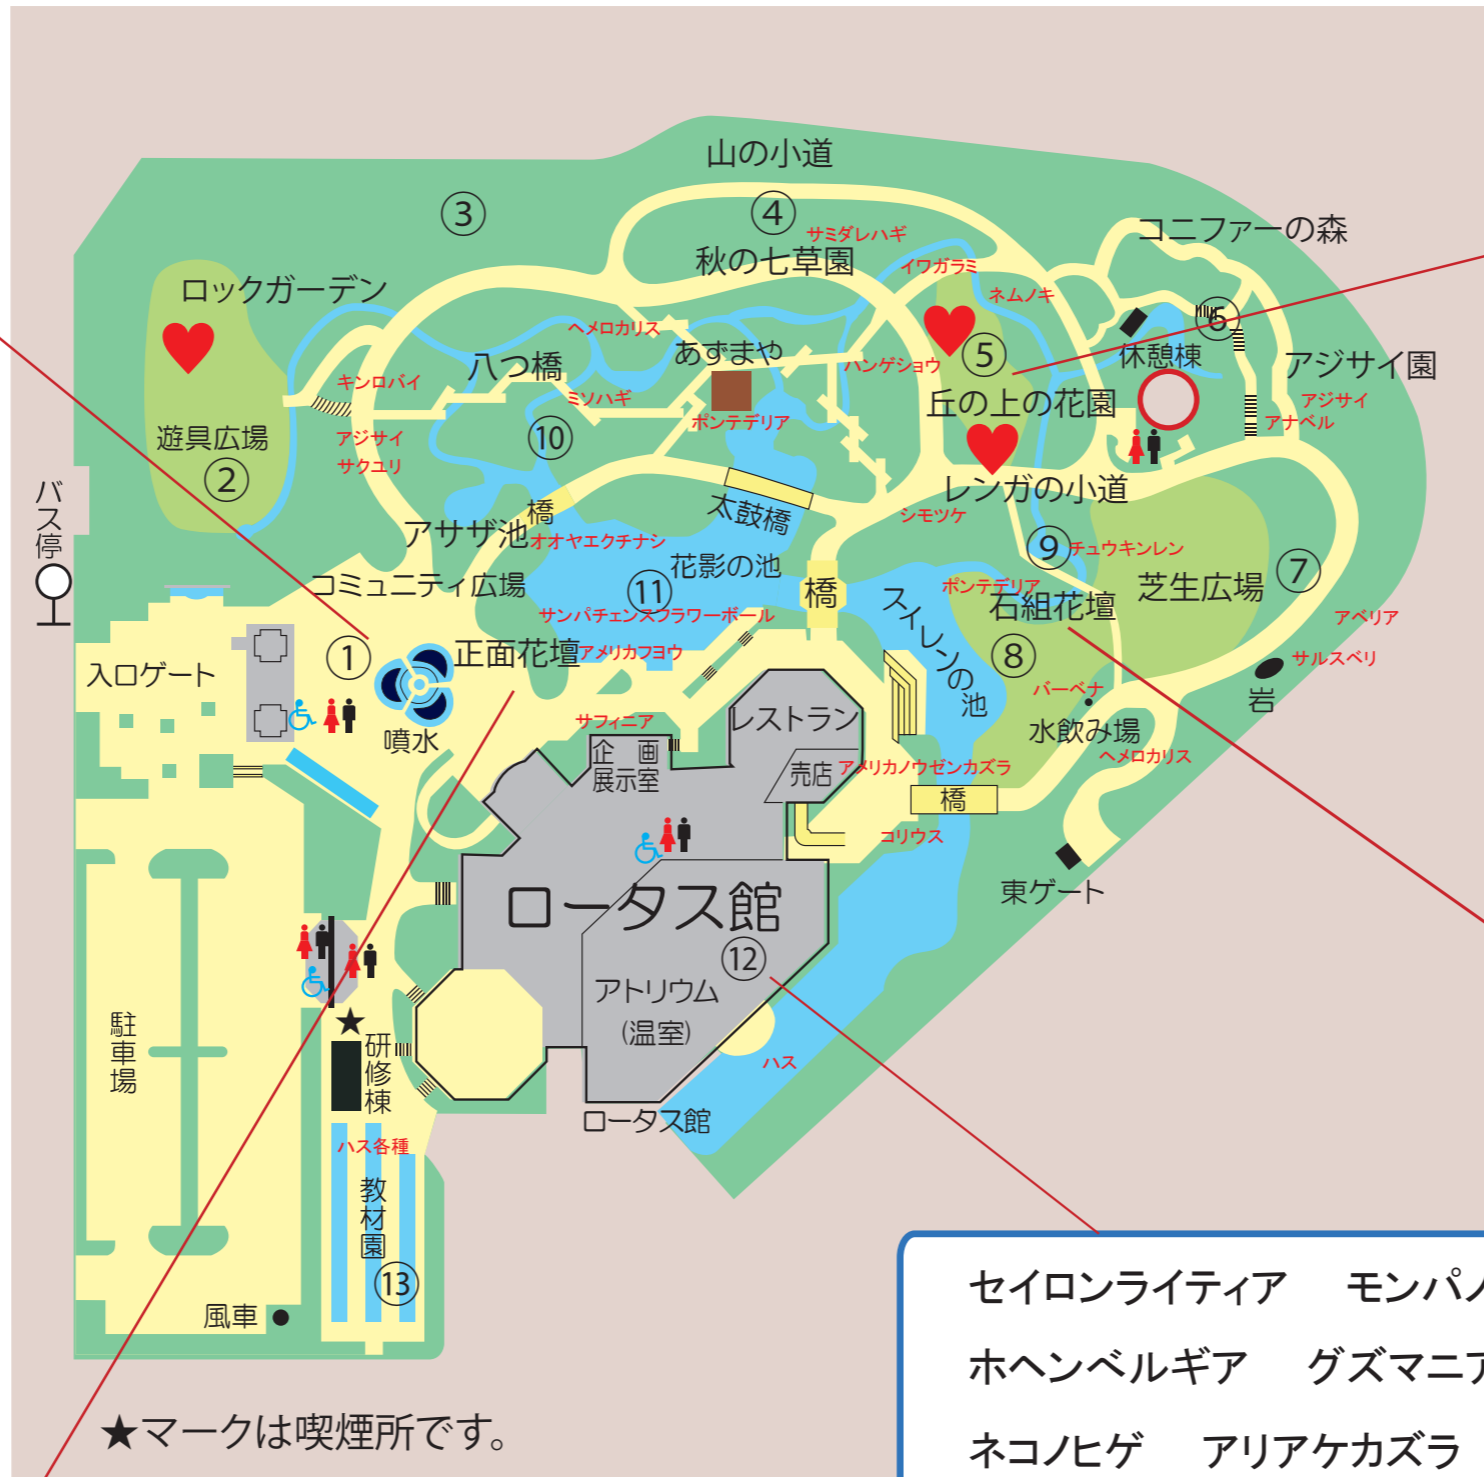 山の小道
③
④
サミダレハギ
コニファーの森
秋の七草園
イワガラミ
ロックガーデン
ネムノキ
ヘメロカリス
⑥
あずまや
⑤
休憩棟
アジサイ園
八つ橋
ハンゲショウ
キンロバイ
ミソハギ
丘の上の花園
アジサイ
ポンテデリア
アナベル
アジサイ
⑩
遊具広場
サクユリ
②
レンガの小道
バス停
橋
太鼓橋
シモツケ
アサザ池
オオヤエクチナシ
⑨
チュウキンレン
花影の池
⑦
コミュニティ広場
⑪
橋
ポンテデリア
芝生広場
石組花壇
サンパチェンスフラワーボール
スイレンの池
アベリア
①
正面花壇
アメリカフヨウ
⑧
サルスベリ
入口ゲート
バーベナ
岩
サフィニア
レストラン
水飲み場
噴水
企画
展示室
ヘメロカリス
売店
アメリカノウゼンカズラ
橋
コリウス
東ゲート
ロータス館
⑫
アトリウム
(温室)
駐車場
★
研修棟
ハス
ロータス館
ハス各種
教材園
⑬
風車
セイロンライティア モンパノ
ホヘンベルギア グズマニア
ネコノヒゲ アリアケカズラ
★マークは喫煙所です。